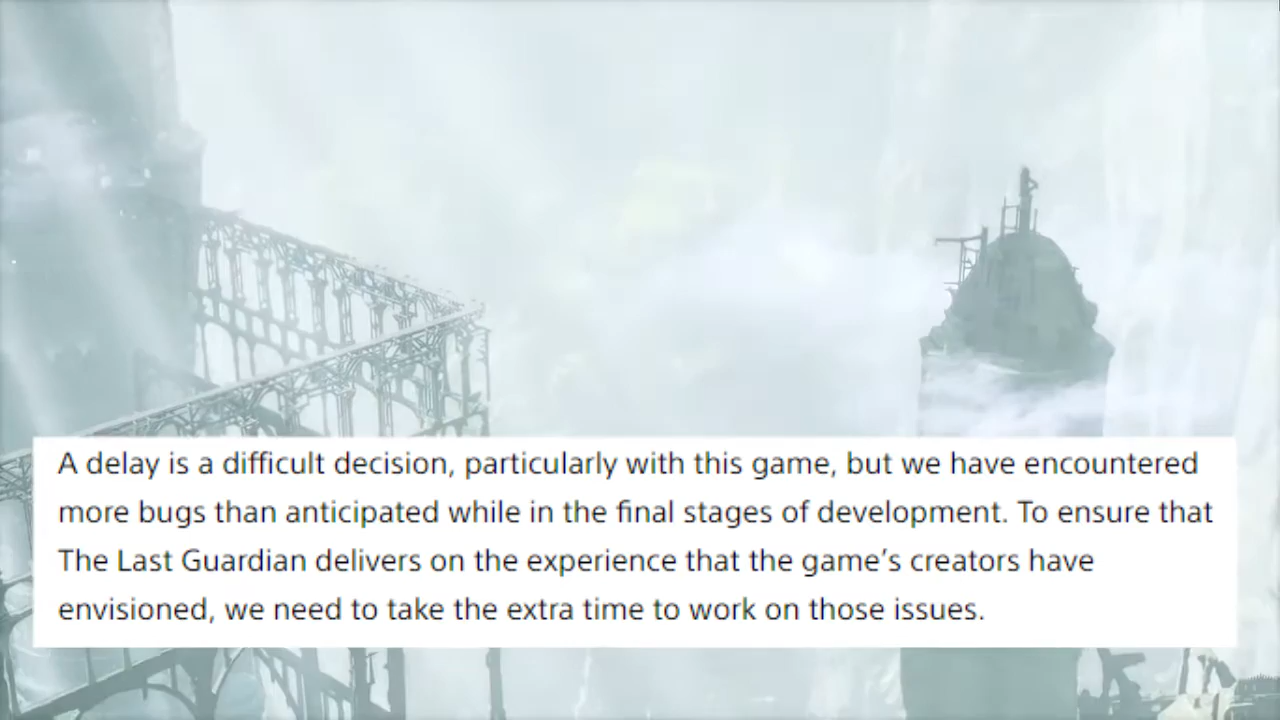 A delay is a difficult decision, particularly with this game, but we have encountered
more bugs than anticipated while in the final stages of development. To ensure that
The Last Guardian delivers on the experience that the game’s creators have
envisioned, we need to take the extra time to work on those issues.